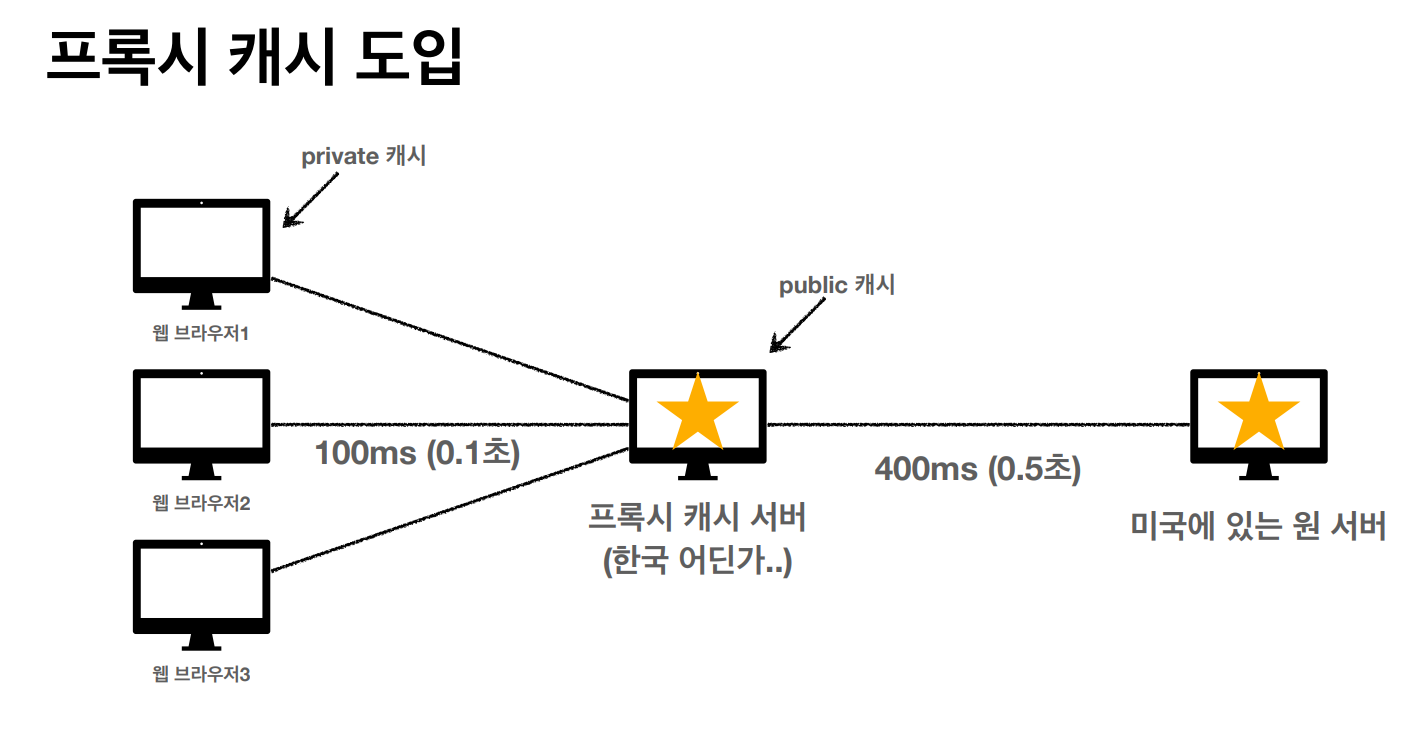 프록시 캐시 도입
private 캐시
public 캐시
웹 브라우저1
100ms (0.1초)
400ms (0.5초)
웹 브라우저2
프록시 캐시 서버
(한국 어딘가..)
미국에 있는 원 서버
웹 브라우저3